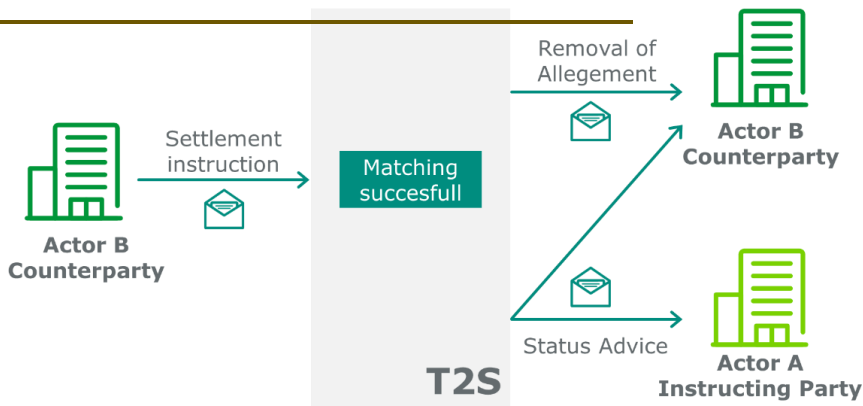 Settlement
instruction
Actor B
Counterparty
Matching
succesfull
T2S
Removal of
Allegement
Actor B
Counterparty
Status Advice
Actor A
Instructing Party